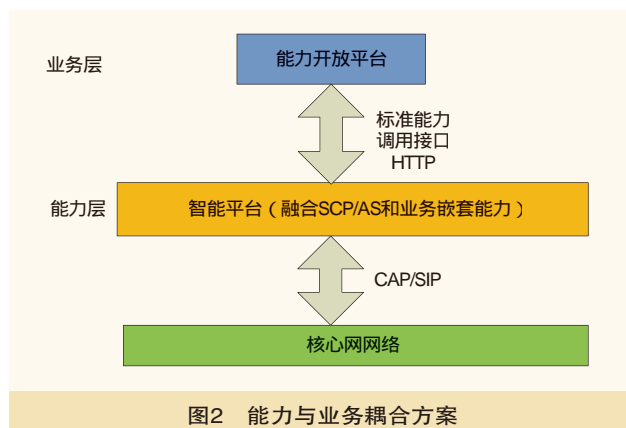 业务层
能力开放平台
标准能力
调用接口
HTTP
能力层
智能平台（融合SCP/AS和业务嵌套能力）
CAP/SIP
核心网网络
图2 能力与业务耦合方案